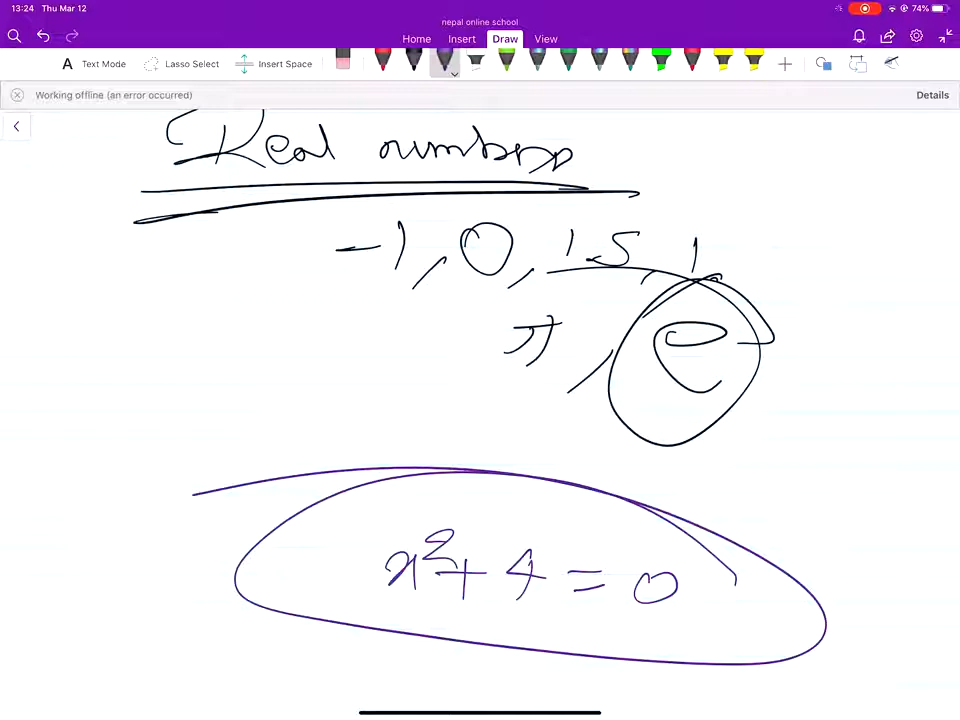 13:24 Thu Mar 12
74%
nepal online school
Home Insert Draw View
A Text Mode Lasso Select Insert Space
Working offline (an error occurred) Details
Real numbers
-1, 0, 1.5, 1
π, e
x²+4=0